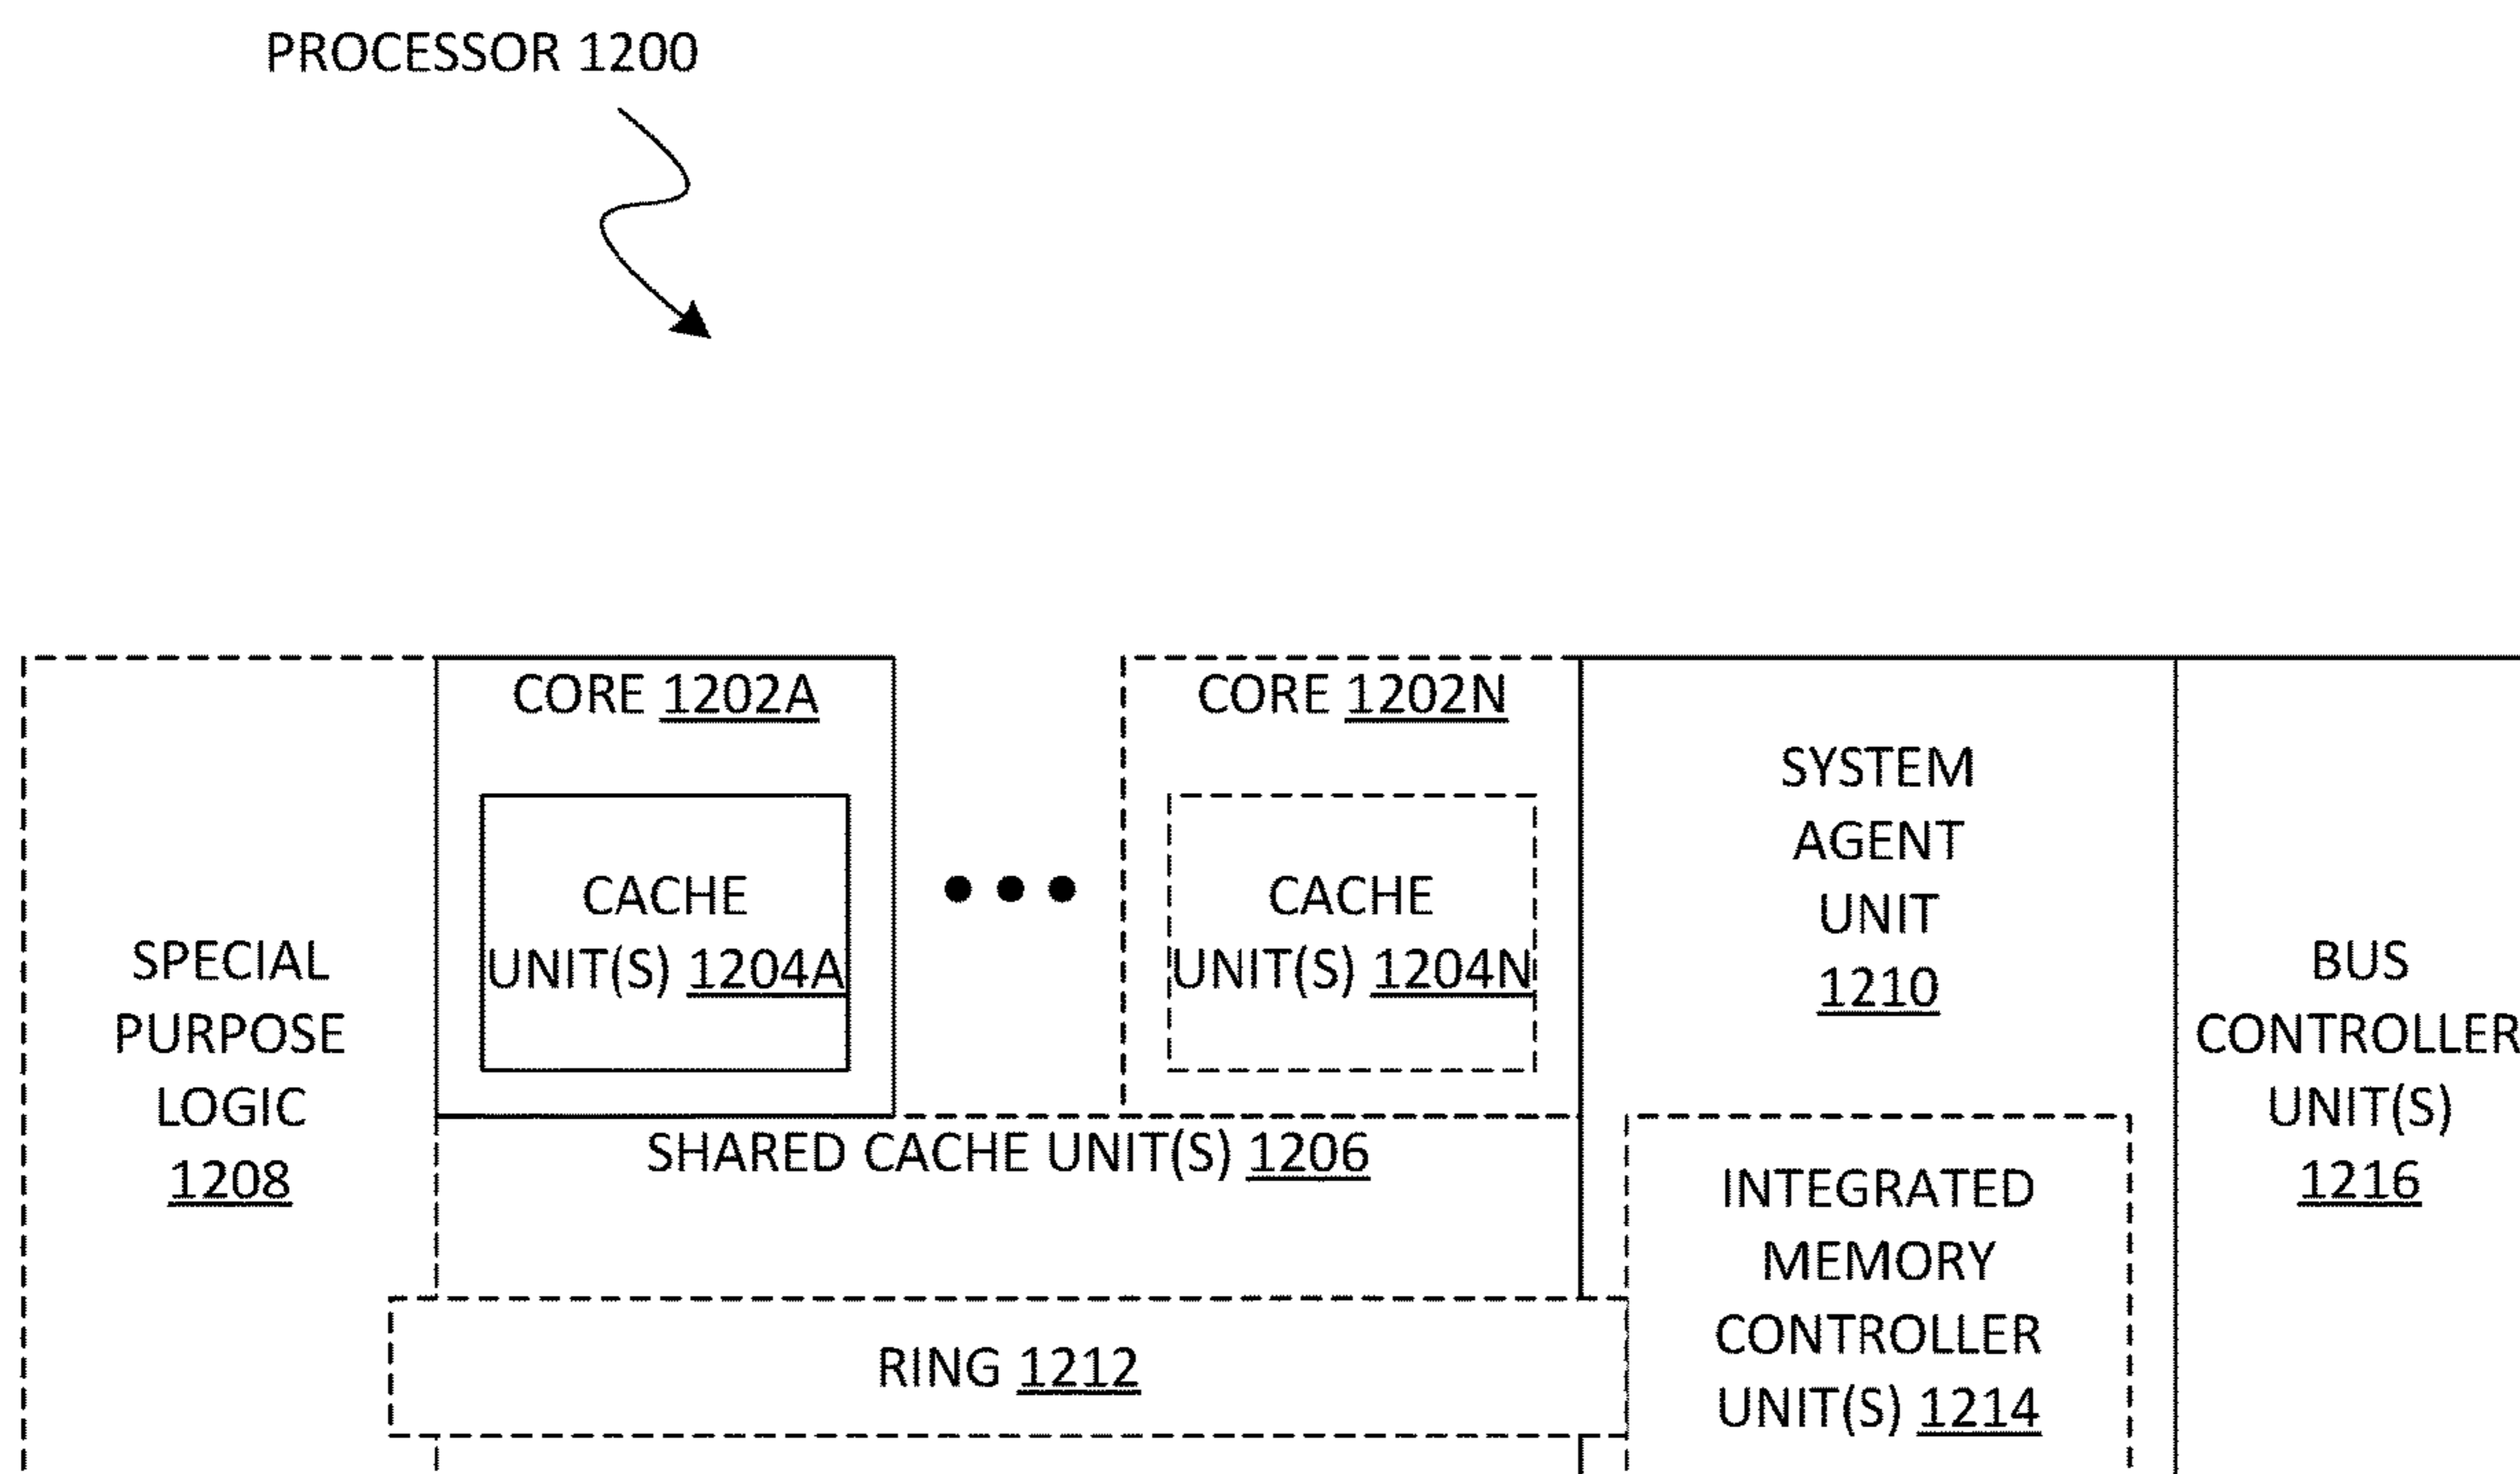 PROCESSOR 1200
CORE 1202A
CACHE
UNIT(S) 1204A
CORE 1202N
CACHE
UNIT(S) 1204N
SHARED CACHE UNIT(S) 1206
RING 1212
SPECIAL
PURPOSE
LOGIC
1208
SYSTEM
AGENT
UNIT
1210
INTEGRATED
MEMORY
CONTROLLER
UNIT(S) 1214
BUS
CONTROLLER
UNIT(S)
1216